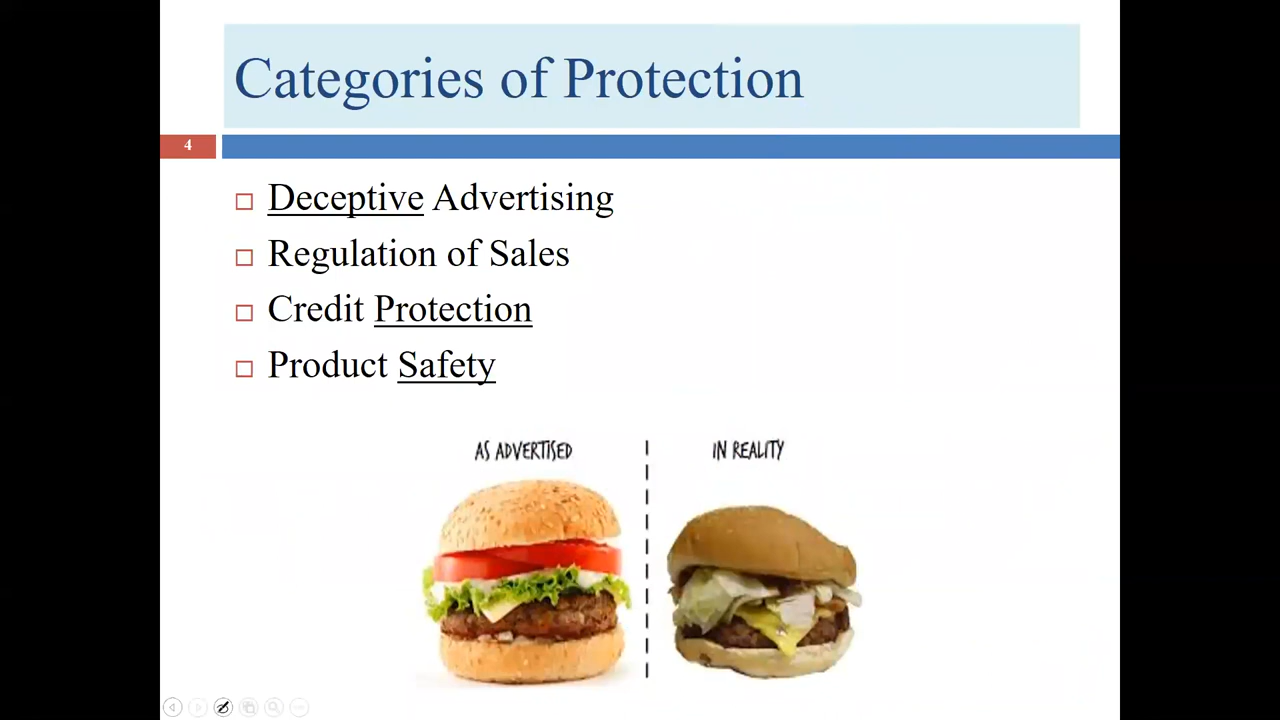 Categories of Protection
4
Deceptive Advertising
Regulation of Sales
Credit Protection
Product Safety
AS ADVERTISED
IN REALITY